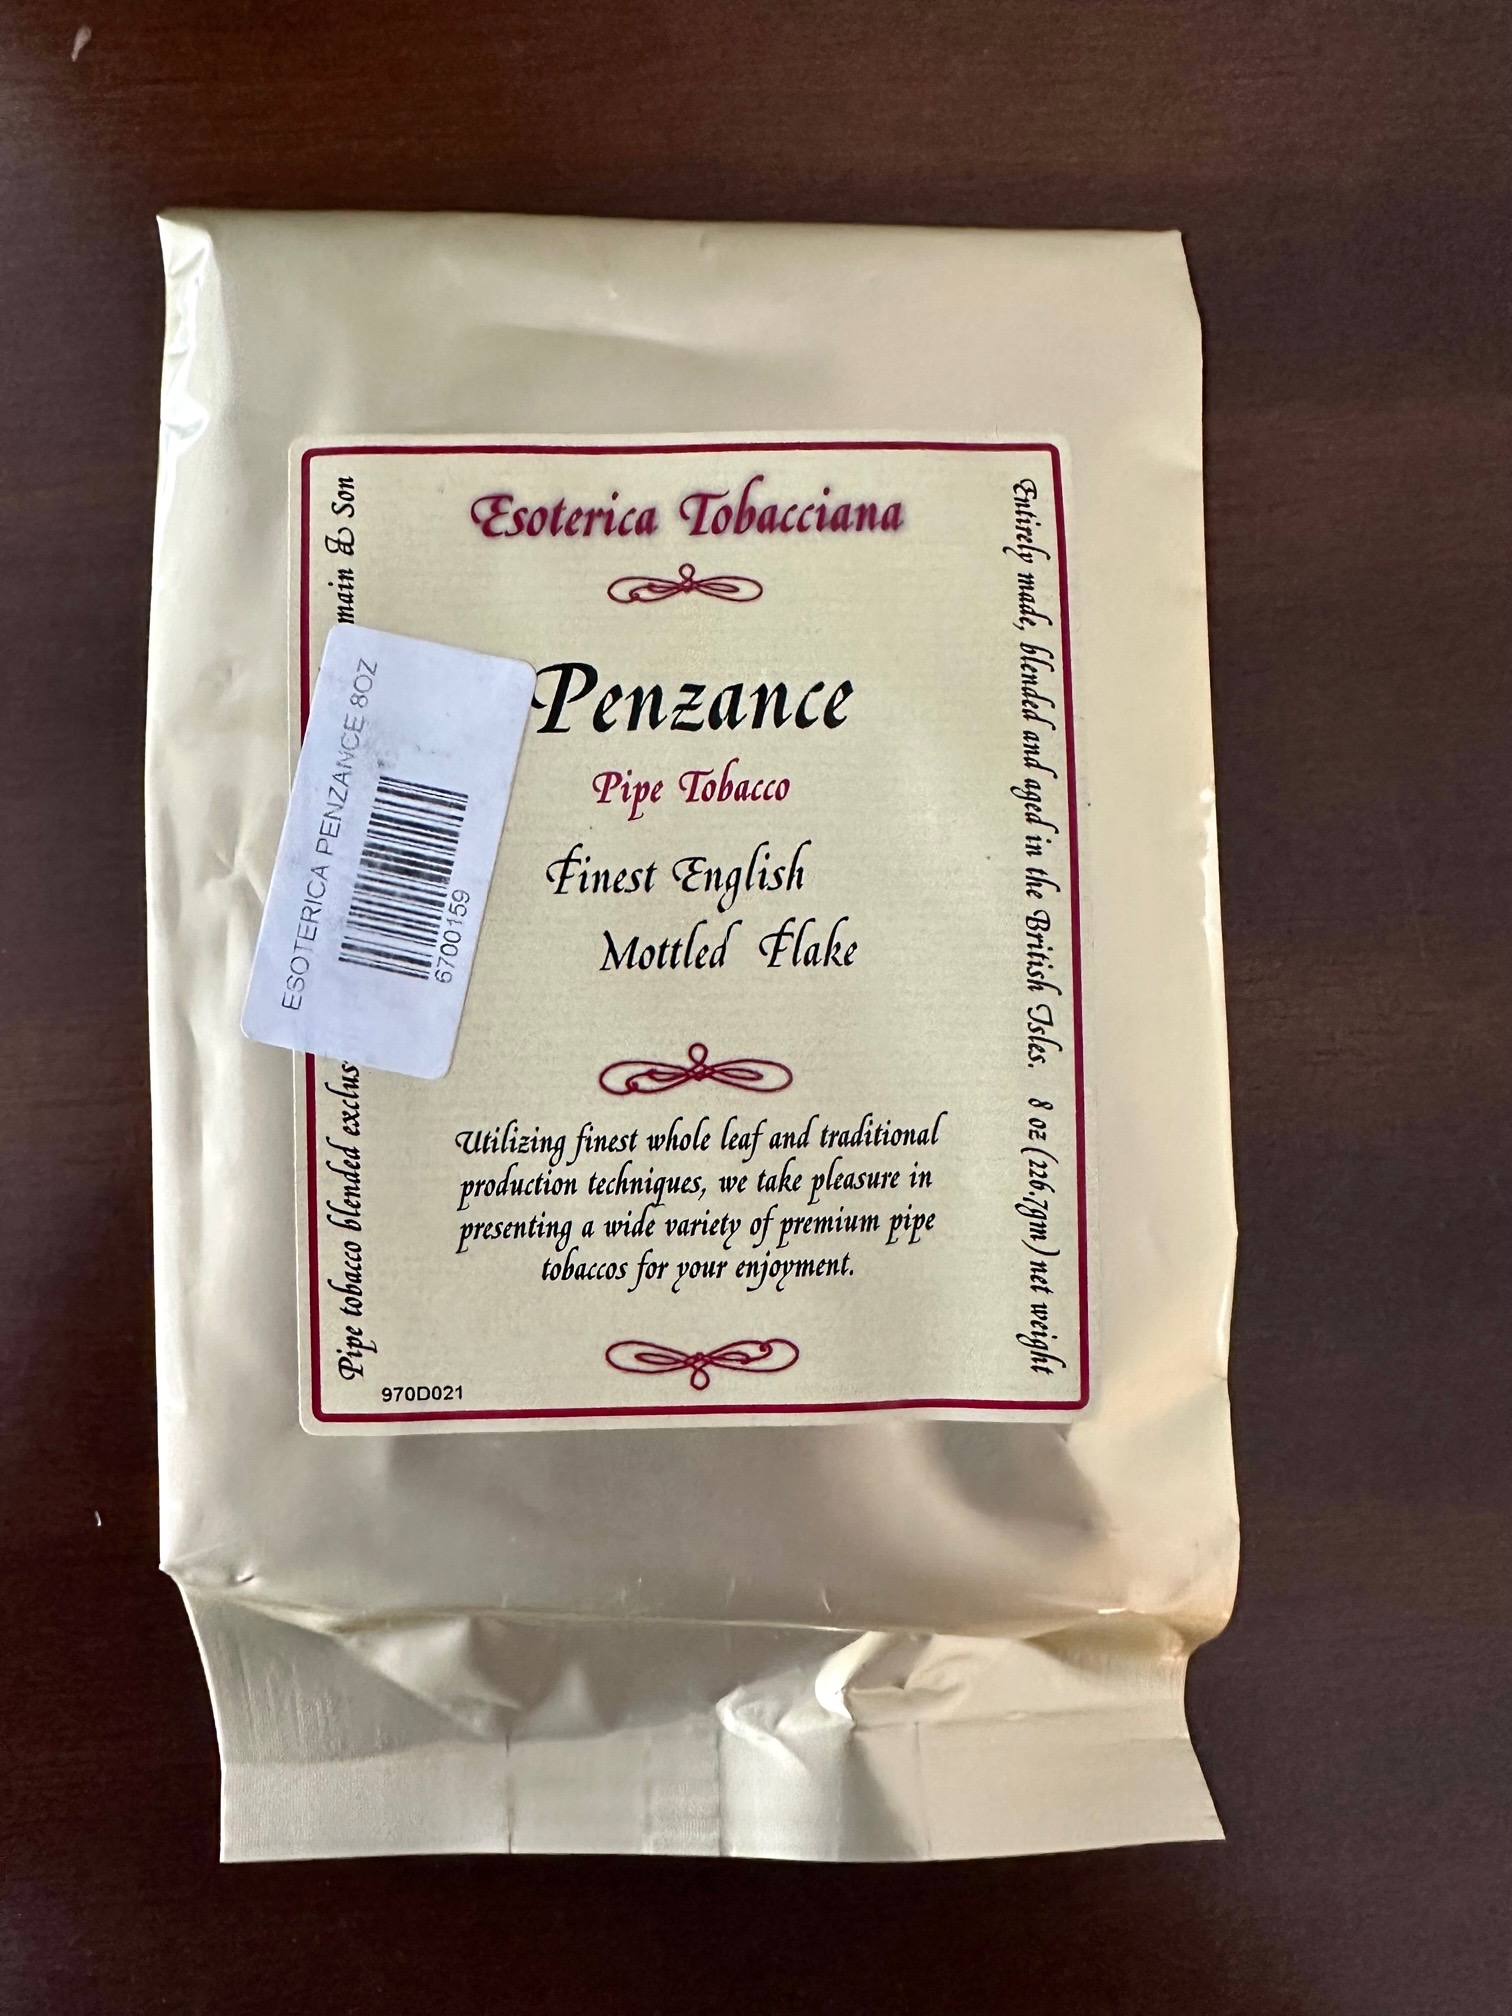 Esoterica Tobacciana
Penzance
Pipe Tobacco
Finest English
Mottled Flake
Utilizing finest whole leaf and traditional
production techniques, we take pleasure in
presenting a wide variety of premium pipe
tobaccos for your enjoyment.
970D021
Pipe tobacco blended exclus
main & Son
Entirely made, blended and aged in the British Isles. 8 oz (226.7gm) net weight
ESOTERICA PENZANCE 8OZ
6700159